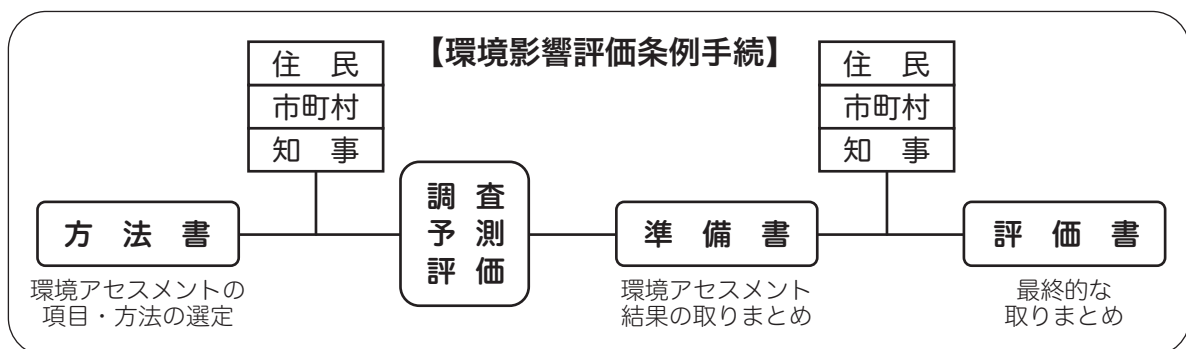 【環境影響評価条例手続】
住 民
市町村
知 事
住 民
市町村
知 事
方 法 書
環境アセスメントの
項目・方法の選定
調 査
予 測
評 価
準 備 書
環境アセスメント
結果の取りまとめ
評 価 書
最終的な
取りまとめ